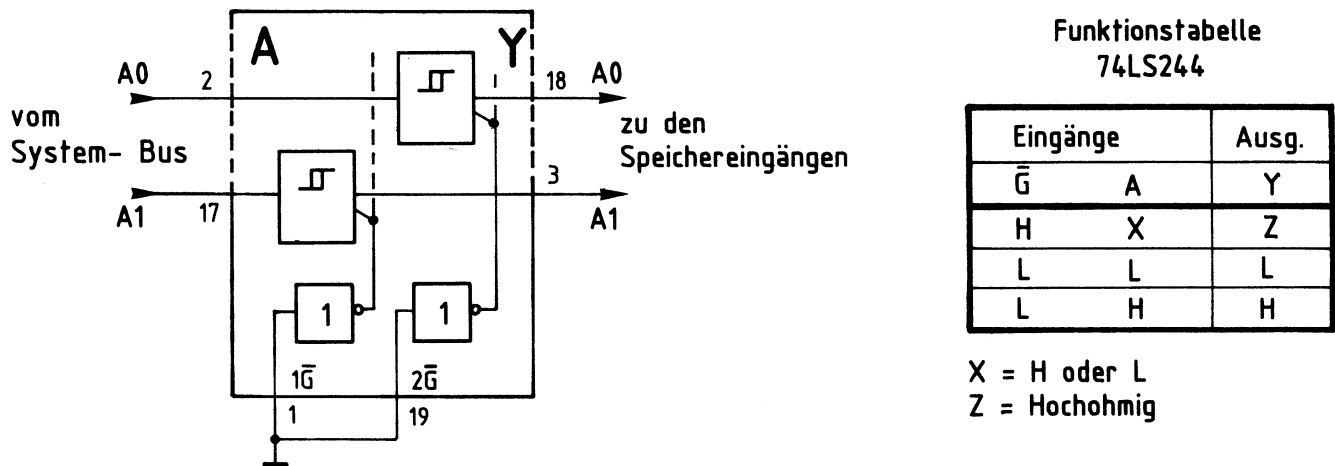 A Y
A0 2 18 A0
vom
System- Bus
zu den
Speichereingängen
A1 17 3 A1
1 1
1G̅ 2G̅
1 19
Funktionstabelle
74LS244
Eingänge Ausg.
G̅ A Y
H X Z
L L L
L H H
X = H oder L
Z = Hochohmig